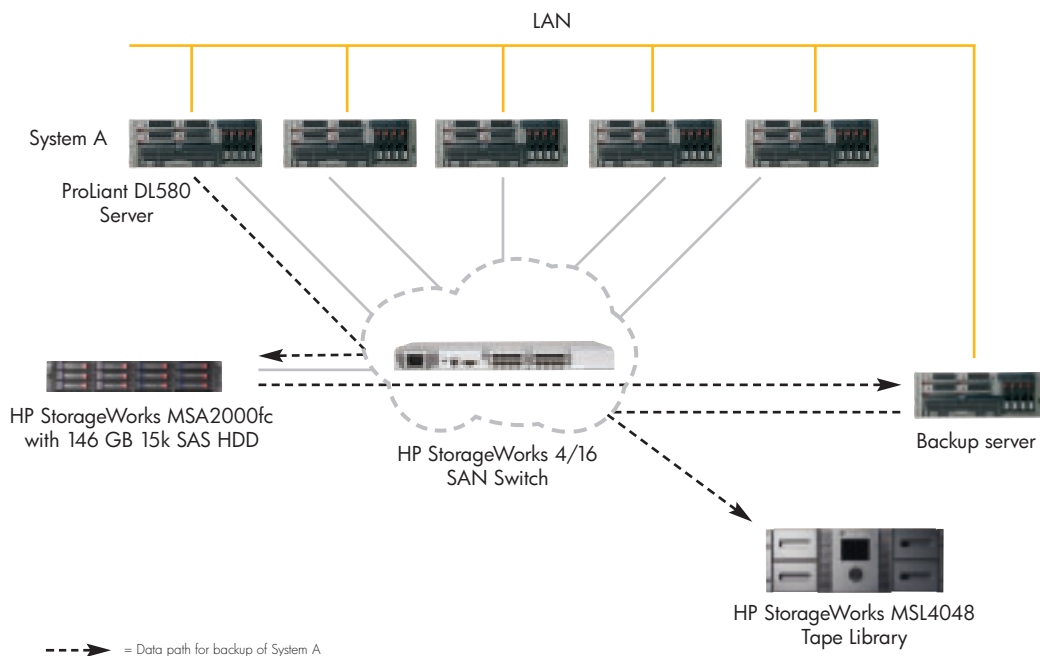 LAN
System A
ProLiant DL580
Server
HP StorageWorks MSA2000fc
with 146 GB 15k SAS HDD
HP StorageWorks 4/16
SAN Switch
Backup server
HP StorageWorks MSL4048
Tape Library
= Data path for backup of System A